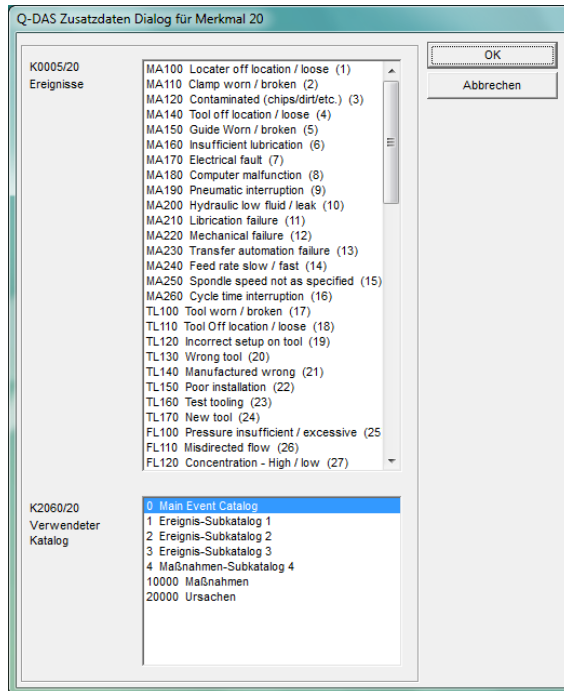 Q-DAS Zusatzdaten Dialog für Merkmal 20
OK
Abbrechen
K0005/20
Ereignisse
MA100 Locater off location / loose (1)
MA110 Clamp worn / broken (2)
MA120 Contaminated (chips/dirt/etc.) (3)
MA140 Tool off location / loose (4)
MA150 Guide Worn / broken (5)
MA160 Insufficient lubrication (6)
MA170 Electrical fault (7)
MA180 Computer malfunction (8)
MA190 Pneumatic interruption (9)
MA200 Hydraulic low fluid / leak (10)
MA210 Librication failure (11)
MA220 Mechanical failure (12)
MA230 Transfer automation failure (13)
MA240 Feed rate slow / fast (14)
MA250 Spondle speed not as specified (15)
MA260 Cycle time interruption (16)
TL100 Tool worn / broken (17)
TL110 Tool Off location / loose (18)
TL120 Incorrect setup on tool (19)
TL130 Wrong tool (20)
TL140 Manufactured wrong (21)
TL150 Poor installation (22)
TL160 Test tooling (23)
TL170 New tool (24)
FL100 Pressure insufficient / excessive (25
FL110 Misdirected flow (26)
FL120 Concentration - High / low (27)
K2060/20
Verwendeter
Katalog
0 Main Event Catalog
1 Ereignis-Subkatalog 1
2 Ereignis-Subkatalog 2
3 Ereignis-Subkatalog 3
4 Maßnahmen-Subkatalog 4
10000 Maßnahmen
20000 Ursachen